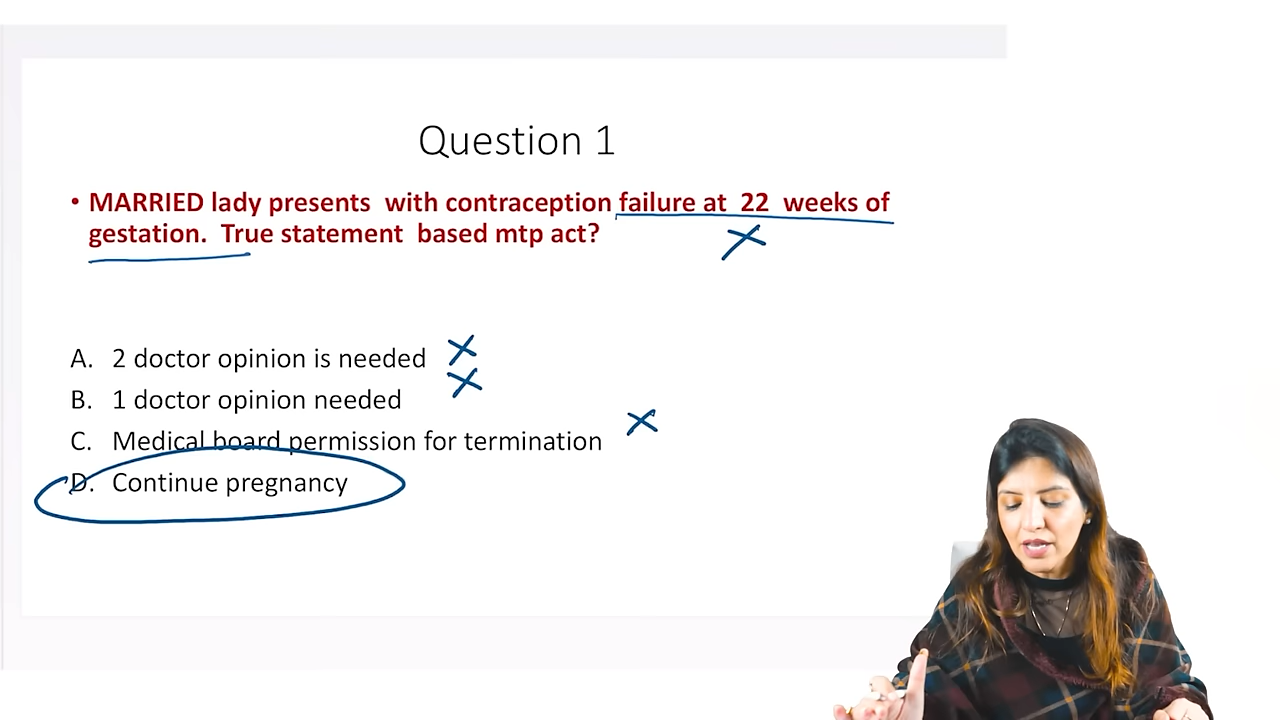 Question 1
• MARRIED lady presents with contraception failure at 22 weeks of
gestation. True statement based mtp act?
A. 2 doctor opinion is needed
B. 1 doctor opinion needed
C. Medical board permission for termination
D. Continue pregnancy